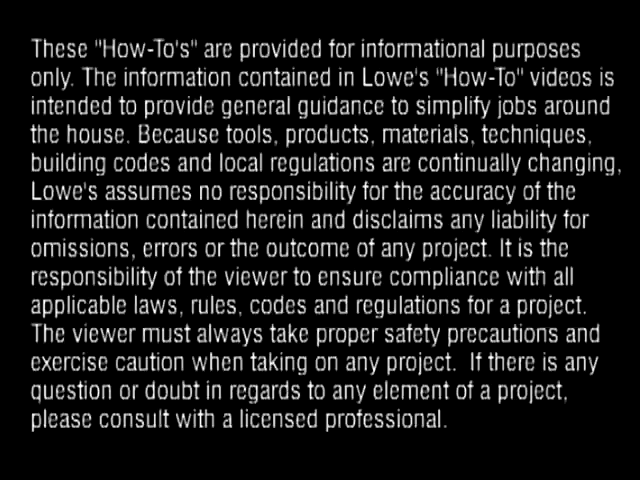 These "How-To's" are provided for informational purposes
only. The information contained in Lowe's "How-To" videos is
intended to provide general guidance to simplify jobs around
the house. Because tools, products, materials, techniques,
building codes and local regulations are continually changing,
Lowe's assumes no responsibility for the accuracy of the
information contained herein and disclaims any liability for
omissions, errors or the outcome of any project. It is the
responsibility of the viewer to ensure compliance with all
applicable laws, rules, codes and regulations for a project.
The viewer must always take proper safety precautions and
exercise caution when taking on any project.  If there is any
question or doubt in regards to any element of a project,
please consult with a licensed professional.